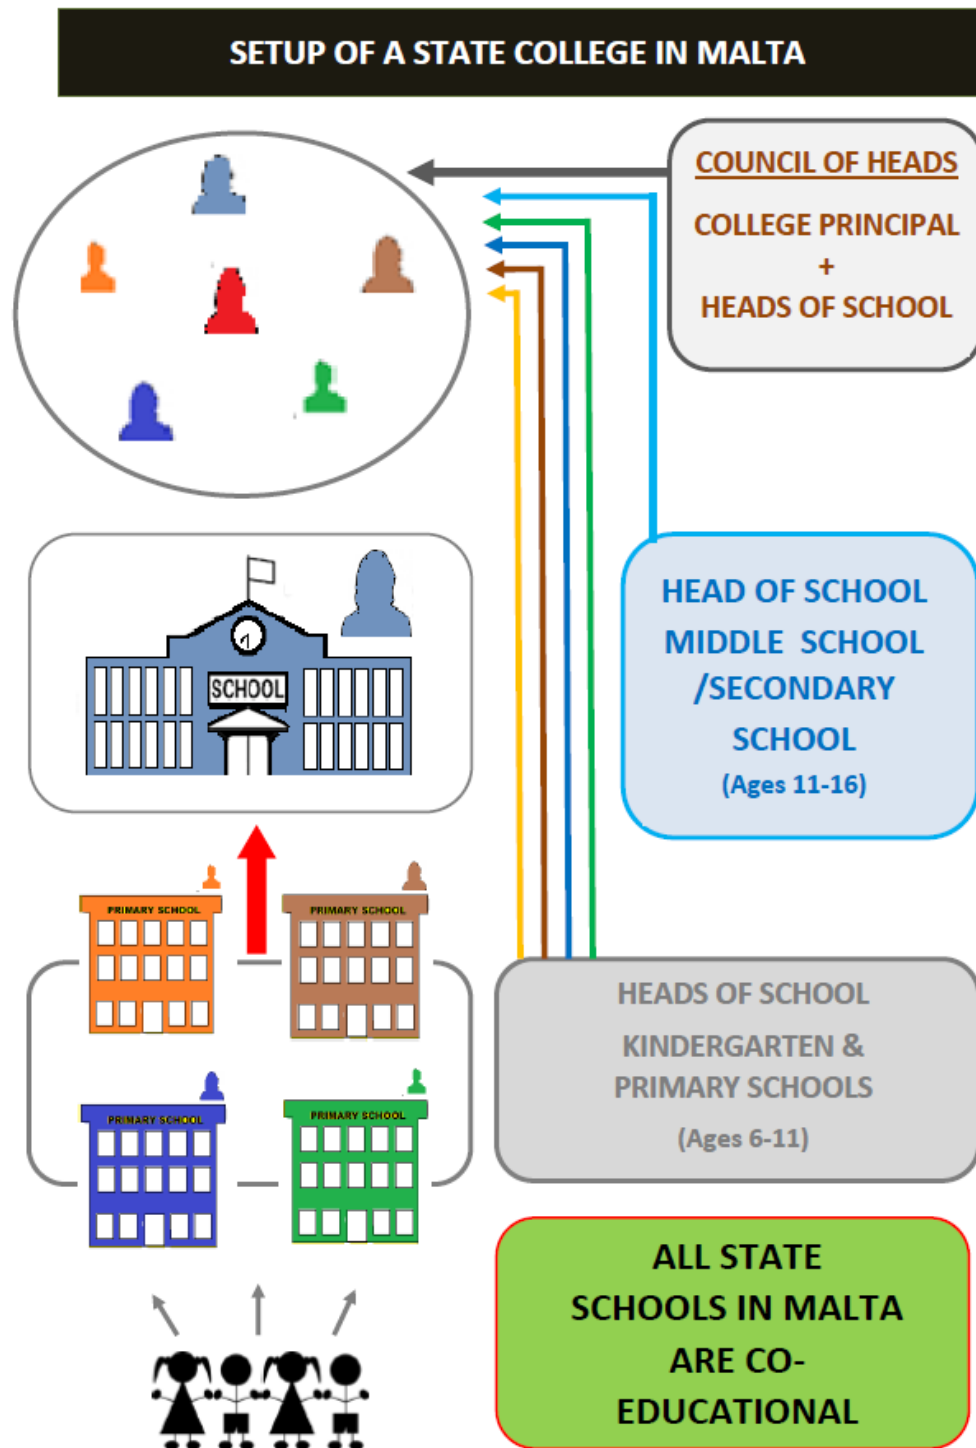 SETUP OF A STATE COLLEGE IN MALTA
COUNCIL OF HEADS
COLLEGE PRINCIPAL
+
HEADS OF SCHOOL
SCHOOL
HEAD OF SCHOOL
MIDDLE SCHOOL
/SECONDARY
SCHOOL
(Ages 11-16)
PRIMARY SCHOOL
PRIMARY SCHOOL
PRIMARY SCHOOL
PRIMARY SCHOOL
HEADS OF SCHOOL
KINDERGARTEN &
PRIMARY SCHOOLS
(Ages 6-11)
ALL STATE
SCHOOLS IN MALTA
ARE CO-
EDUCATIONAL